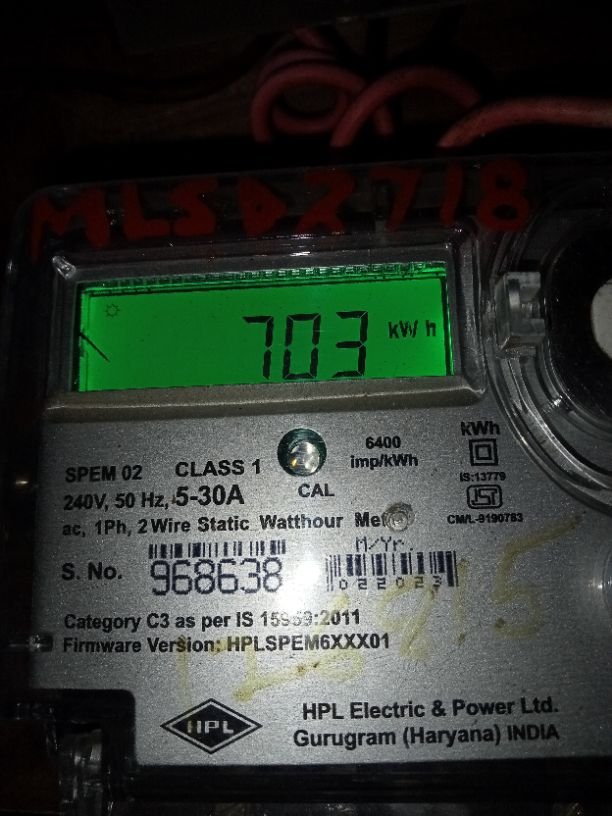 MLSD2718
703 kWh
6400
imp/kWh
kWh
IS:13779
CM/L-9190783
SPEM 02 CLASS 1
CAL
240V, 50 Hz, 5-30A
ac, 1Ph, 2 Wire Static Watthour
M/Yr.
S. No. 968638 022023
Category C3 as per IS 15959:2011
Firmware Version: HPLSPEM6XXX01
HPL
HPL Electric & Power Ltd.
Gurugram (Haryana) INDIA